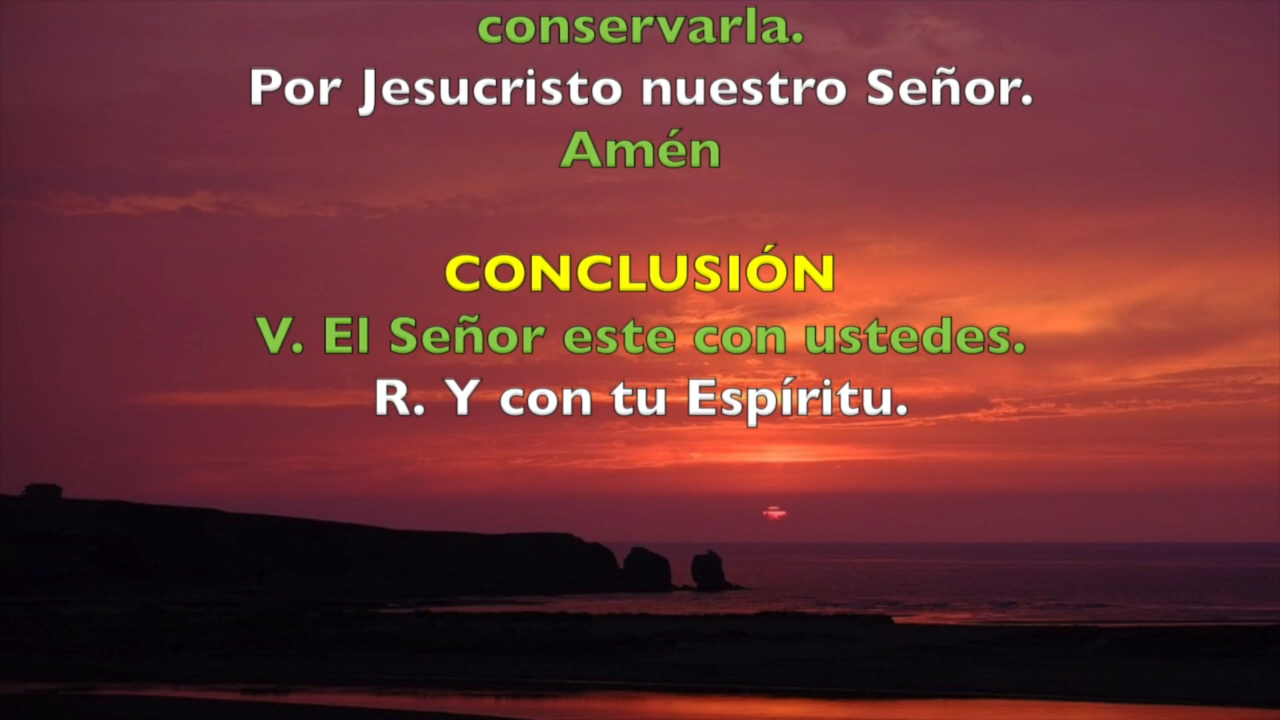 conservarla.
Por Jesucristo nuestro Señor.
Amén
CONCLUSIÓN
V. El Señor este con ustedes.
R. Y con tu Espíritu.